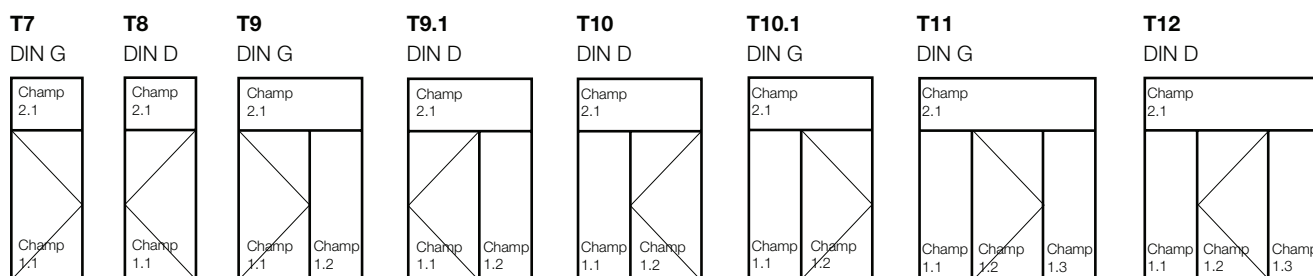 T7
DIN G
Champ
2.1
Champ
1.1
T8
DIN D
Champ
2.1
Champ
1.1
T9
DIN G
Champ
2.1
Champ
1.1
Champ
1.2
T9.1
DIN D
Champ
2.1
Champ
1.1
Champ
1.2
T10
DIN D
Champ
2.1
Champ
1.1
Champ
1.2
T10.1
DIN G
Champ
2.1
Champ
1.1
Champ
1.2
T11
DIN G
Champ
2.1
Champ
1.1
Champ
1.2
Champ
1.3
T12
DIN D
Champ
2.1
Champ
1.1
Champ
1.2
Champ
1.3